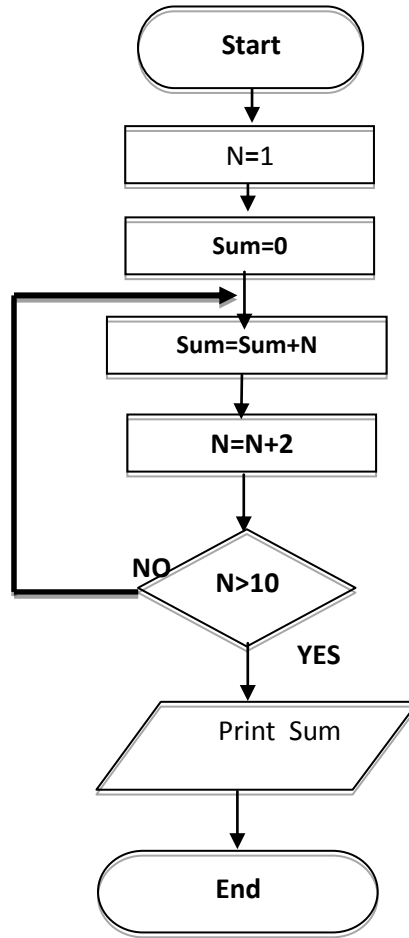 Start
N=1
Sum=0
Sum=Sum+N
N=N+2
NO
N>10
YES
Print Sum
End